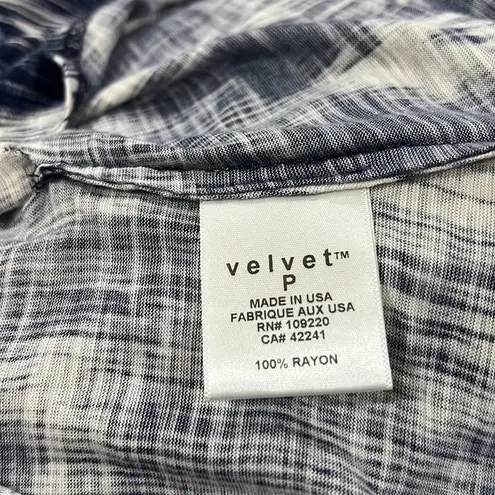 velvet™
P
MADE IN USA
FABRIQUE AUX USA
RN# 109220
CA# 42241
100% RAYON